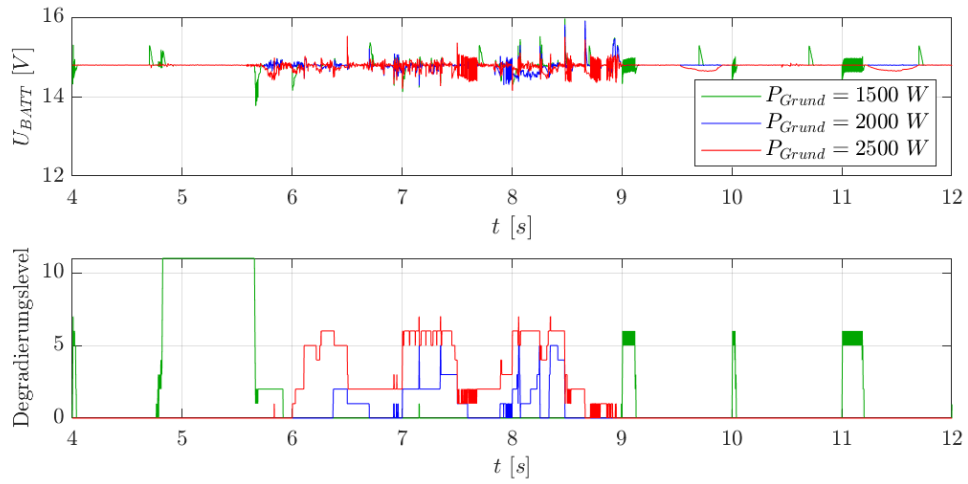 16
14
12
U_BATT [V]
P_Grund = 1500 W
P_Grund = 2000 W
P_Grund = 2500 W
4 5 6 7 8 9 10 11 12
t [s]
10
5
0
Degradierungslevel
4 5 6 7 8 9 10 11 12
t [s]